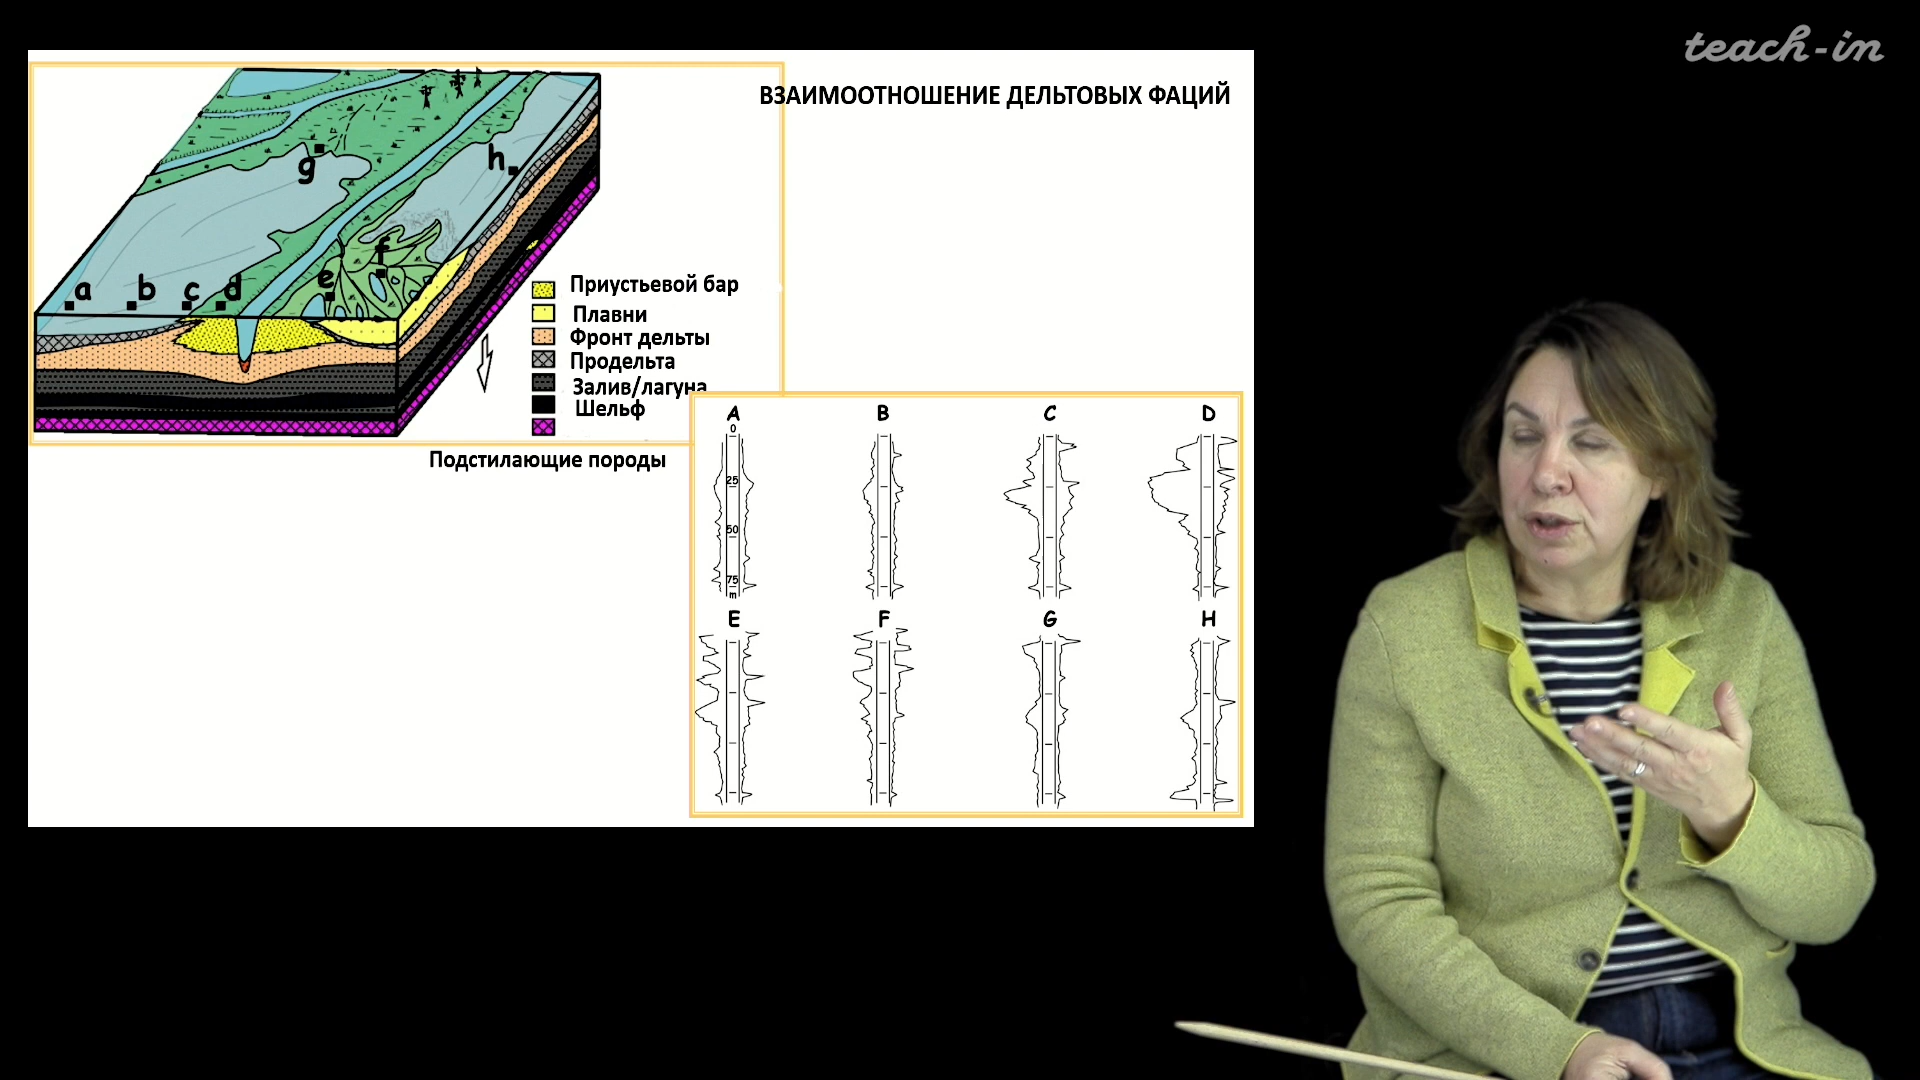 teach-in
ВЗАИМООТНОШЕНИЕ ДЕЛЬТОВЫХ ФАЦИЙ
g
h
f
a
b
c
d
e
Приустьевой бар
Плавни
Фронт дельты
Продельта
Залив/лагуна
Шельф
Подстилающие породы
A
B
C
D
0
25
50
75
m
E
F
G
H